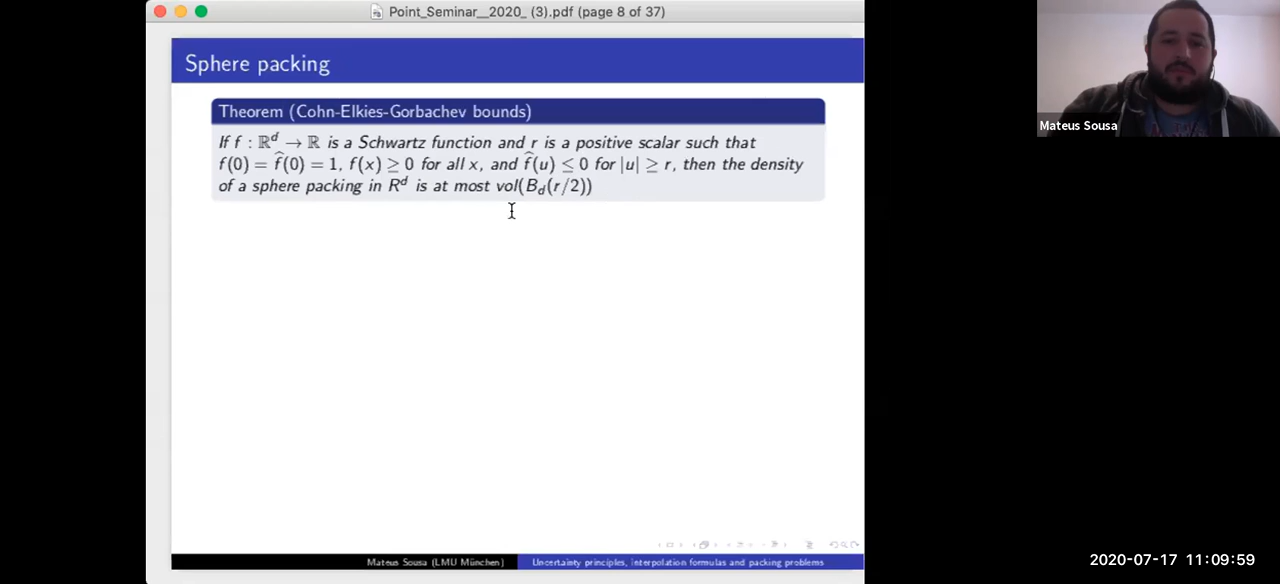 Point_Seminar__2020_ (3).pdf (page 8 of 37)
Sphere packing
Theorem (Cohn-Elkies-Gorbachev bounds)
If f : ℝᵈ → ℝ is a Schwartz function and r is a positive scalar such that
f(0) = f̂(0) = 1, f(x) ≥ 0 for all x, and f̂(u) ≤ 0 for |u| ≥ r, then the density
of a sphere packing in Rᵈ is at most vol(B_d(r/2))
Mateus Sousa (LMU München)
Uncertainty principles, interpolation formulas and packing problems
Mateus Sousa
2020-07-17 11:09:59